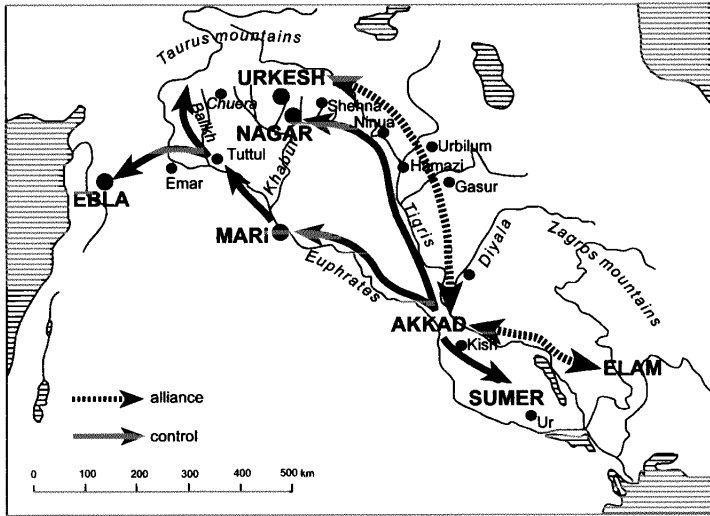 Taurus mountains
URKESH
Chuera
Shenna
Ninua
NAGAR
Balikh
Khabur
Urbilum
Tuttul
Hamazi
Emar
Gasur
EBLA
Tigris
MARi
Diyala
Zagros mountains
Euphrates
AKKAD
Kish
ELAM
SUMER
Ur
alliance
control
0 100 200 300 400 500 km